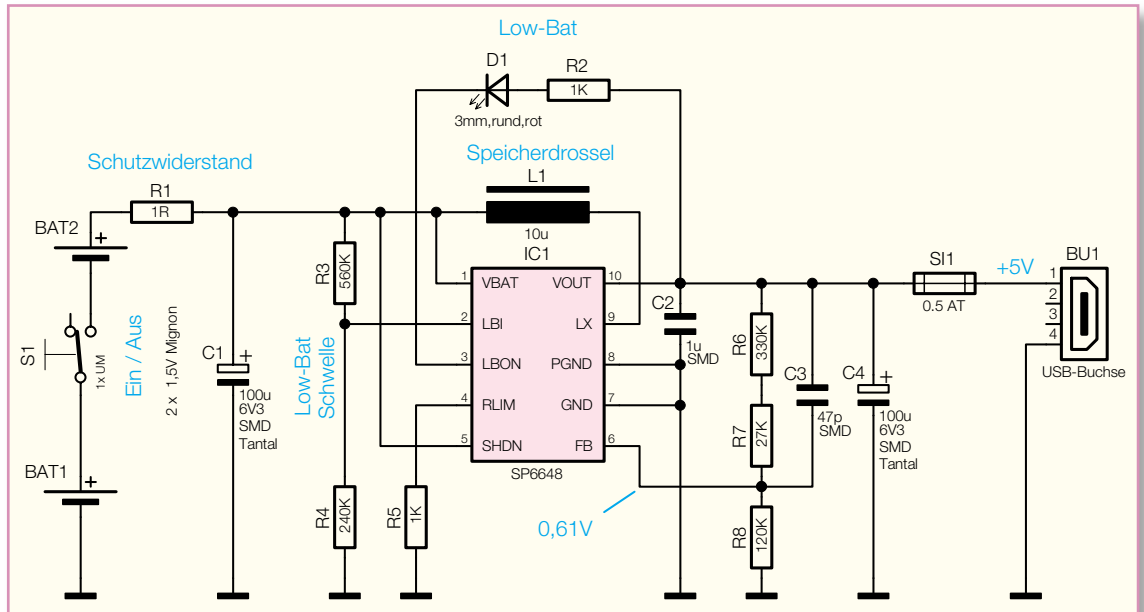 Low-Bat
D1
R2
1K
3mm,rund,rot
Schutzwiderstand
R1
1R
Speicherdrossel
L1
10u
BAT2
+
S1
1x UM
Ein / Aus
2 x 1,5V Mignon
BAT1
+
C1
+
100u
6V3
SMD
Tantal
R3
560K
Low-Bat
Schwelle
R4
240K
R5
1K
IC1
1 VBAT VOUT 10
2 LBI LX 9
3 LBON PGND 8
4 RLIM GND 7
5 SHDN FB 6
SP6648
0,61V
C2
1u
SMD
R6
330K
R7
27K
R8
120K
C3
47p
SMD
C4
+
100u
6V3
SMD
Tantal
SI1
0.5 AT
+5V
BU1
1
2
3
4
USB-Buchse